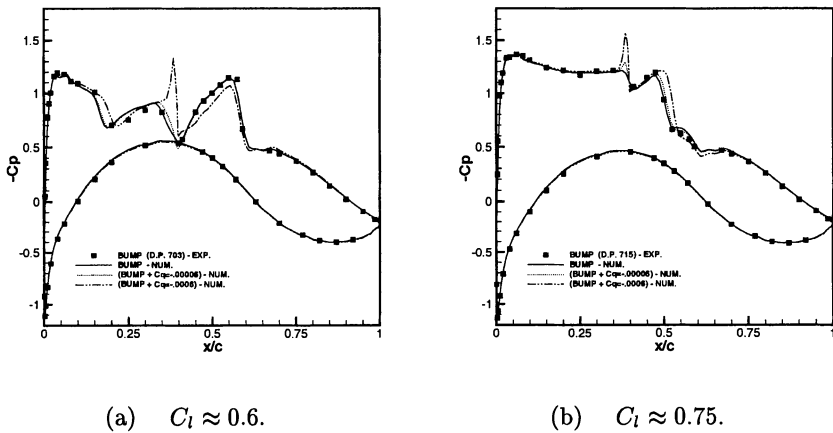 1.5
1
0.5
0
-0.5
-1
-Cp
BUMP (D.P. 703) - EXP.
BUMP - NUM.
(BUMP + Cq=-.00006) - NUM.
(BUMP + Cq=-.0006) - NUM.
0 0.25 0.5 0.75 1
x/c
(a) C_l ≈ 0.6.
1.5
1
0.5
0
-0.5
-1
-Cp
BUMP (D.P. 715) - EXP.
BUMP - NUM.
(BUMP + Cq=-.00006) - NUM.
(BUMP + Cq=-.0006) - NUM.
0 0.25 0.5 0.75 1
x/c
(b) C_l ≈ 0.75.